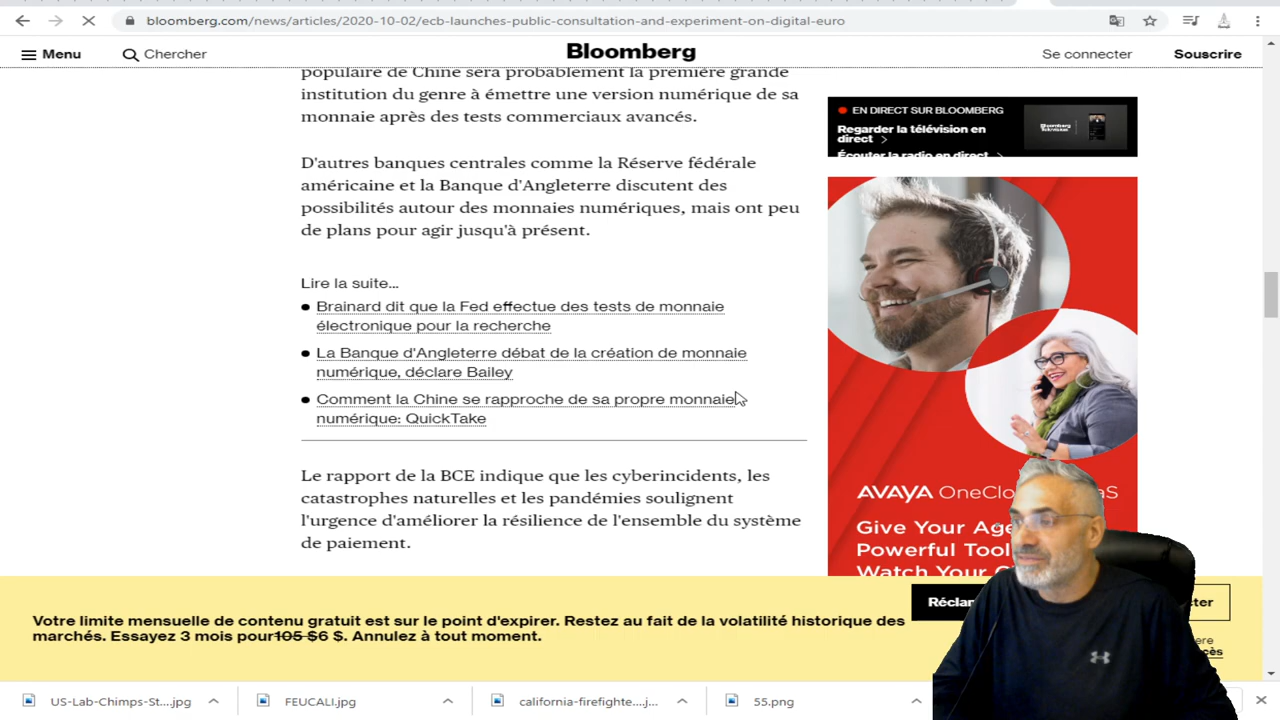 bloomberg.com/news/articles/2020-10-02/ecb-launches-public-consultation-and-experiment-on-digital-euro
Menu
Chercher
Bloomberg
Se connecter
Souscrire
populaire de Chine sera probablement la première grande
institution du genre à émettre une version numérique de sa
monnaie après des tests commerciaux avancés.
D'autres banques centrales comme la Réserve fédérale
américaine et la Banque d'Angleterre discutent des
possibilités autour des monnaies numériques, mais ont peu
de plans pour agir jusqu'à présent.
Lire la suite...
Brainard dit que la Fed effectue des tests de monnaie
électronique pour la recherche
La Banque d'Angleterre débat de la création de monnaie
numérique, déclare Bailey
Comment la Chine se rapproche de sa propre monnaie
numérique: QuickTake
Le rapport de la BCE indique que les cyberincidents, les
catastrophes naturelles et les pandémies soulignent
l'urgence d'améliorer la résilience de l'ensemble du système
de paiement.
EN DIRECT SUR BLOOMBERG
Regarder la télévision en
direct
Écouter la radio en direct
AVAYA OneClo
Give Your Age
Powerful Tool
Watch Your C
Votre limite mensuelle de contenu gratuit est sur le point d'expirer. Restez au fait de la volatilité historique des
marchés. Essayez 3 mois pour105 $6 $. Annulez à tout moment.
US-Lab-Chimps-St....jpg
FEUCALI.jpg
california-firefighte....j...
55.png